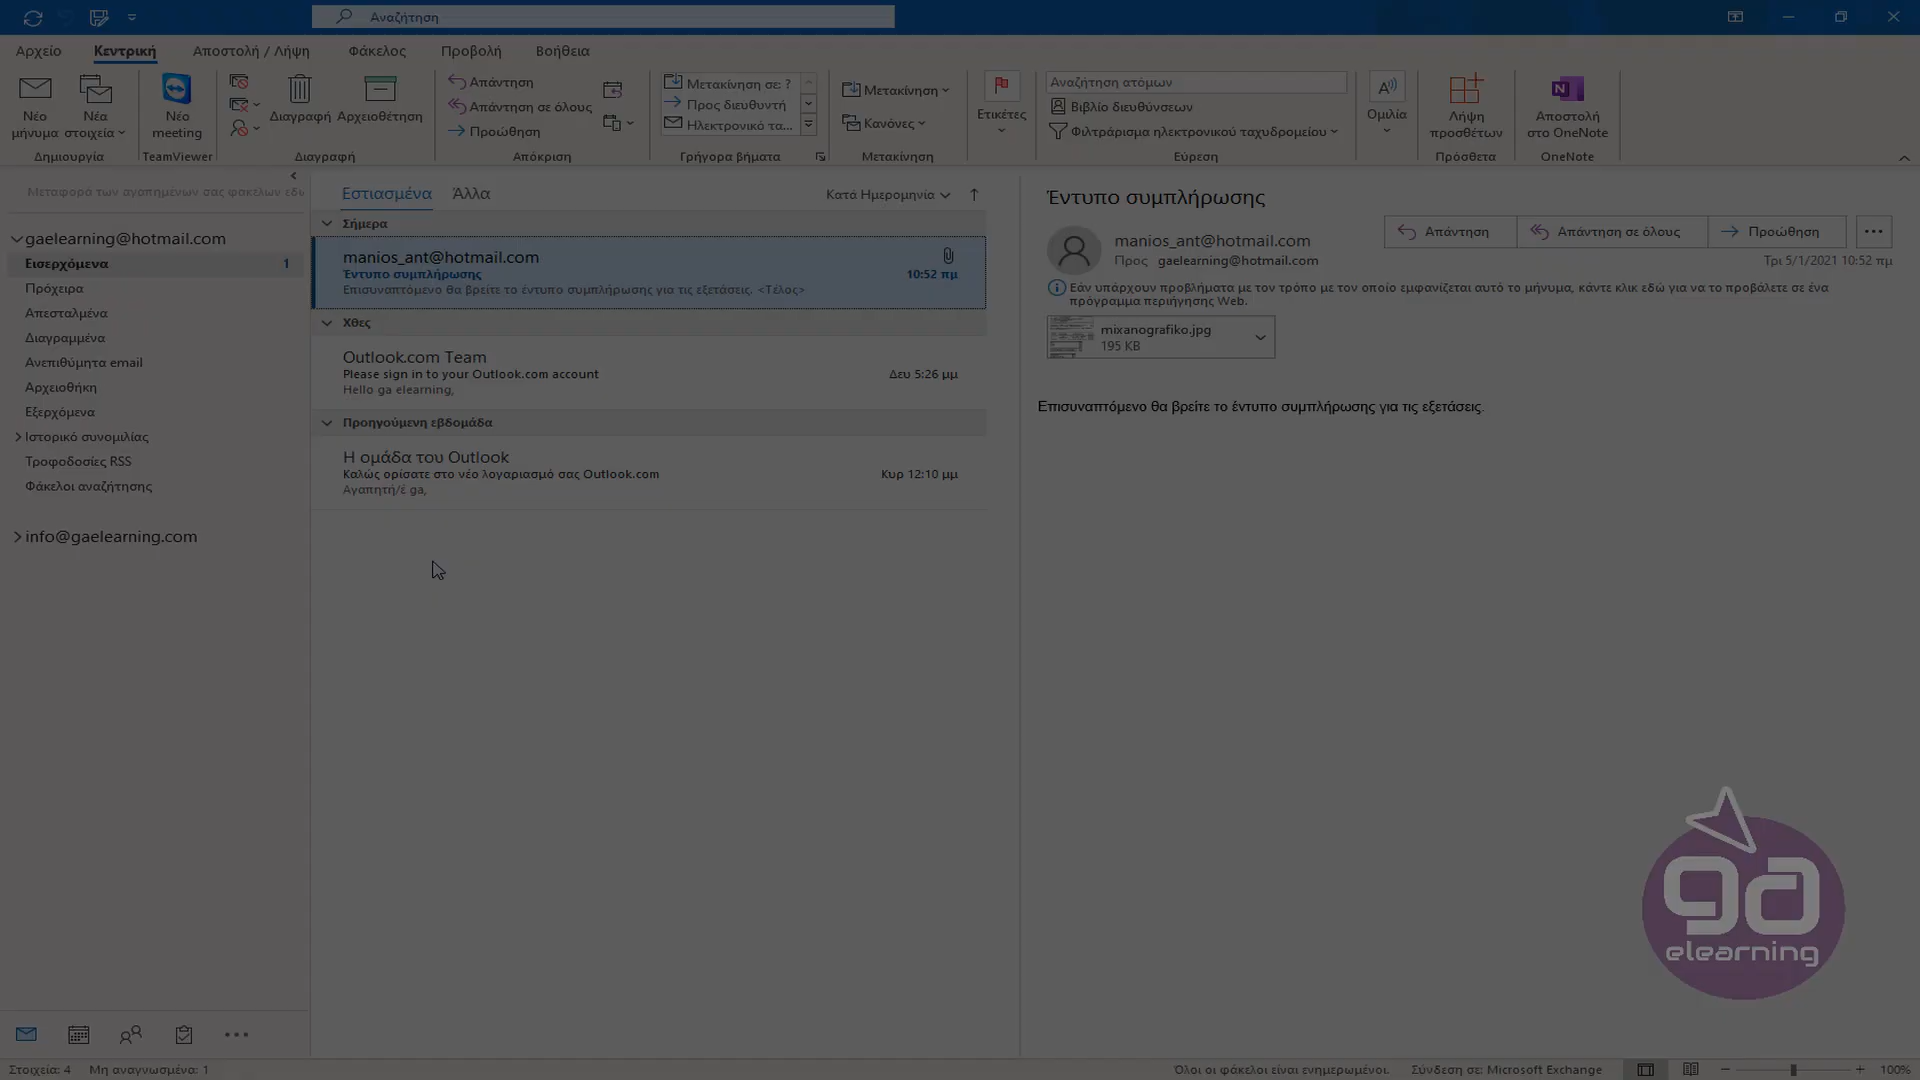 Αναζήτηση
Αρχείο Κεντρική Αποστολή / Λήψη Φάκελος Προβολή Βοήθεια
Νέο μήνυμα
Νέα στοιχεία
Δημιουργία
Νέο meeting
TeamViewer
Διαγραφή
Αρχειοθέτηση
Διαγραφή
Απάντηση
Απάντηση σε όλους
Προώθηση
Απόκριση
Μετακίνηση σε: ?
Προς διευθυντή
Ηλεκτρονικό τα...
Γρήγορα βήματα
Μετακίνηση
Κανόνες
Μετακίνηση
Ετικέτες
Αναζήτηση ατόμων
Βιβλίο διευθύνσεων
Φιλτράρισμα ηλεκτρονικού ταχυδρομείου
Εύρεση
Ομιλία
Λήψη προσθέτων
Πρόσθετα
Αποστολή στο OneNote
OneNote
Μεταφορά των αγαπημένων σας φακέλων εδώ
gaelearning@hotmail.com
Εισερχόμενα 1
Πρόχειρα
Απεσταλμένα
Διαγραμμένα
Ανεπιθύμητα email
Αρχειοθήκη
Εξερχόμενα
Ιστορικό συνομιλίας
Τροφοδοσίες RSS
Φάκελοι αναζήτησης
info@gaelearning.com
Εστιασμένα Άλλα Κατά Ημερομηνία
Σήμερα
manios_ant@hotmail.com
Έντυπο συμπλήρωσης 10:52 πμ
Επισυναπτόμενο θα βρείτε το έντυπο συμπλήρωσης για τις εξετάσεις. <Τέλος>
Χθες
Outlook.com Team
Please sign in to your Outlook.com account Δευ 5:26 μμ
Hello ga elearning,
Προηγούμενη εβδομάδα
Η ομάδα του Outlook
Καλώς ορίσατε στο νέο λογαριασμό σας Outlook.com Κυρ 12:10 μμ
Αγαπητή/έ ga,
Έντυπο συμπλήρωσης
Απάντηση Απάντηση σε όλους Προώθηση
manios_ant@hotmail.com
Προς gaelearning@hotmail.com Τρι 5/1/2021 10:52 πμ
Εάν υπάρχουν προβλήματα με τον τρόπο με τον οποίο εμφανίζεται αυτό το μήνυμα, κάντε κλικ εδώ για να το προβάλετε σε ένα
πρόγραμμα περιήγησης Web.
mixanografiko.jpg
195 KB
Επισυναπτόμενο θα βρείτε το έντυπο συμπλήρωσης για τις εξετάσεις.
ga
elearning
Στοιχεία: 4 Μη αναγνωσμένα: 1 Όλοι οι φάκελοι είναι ενημερωμένοι. Σύνδεση σε: Microsoft Exchange 100%